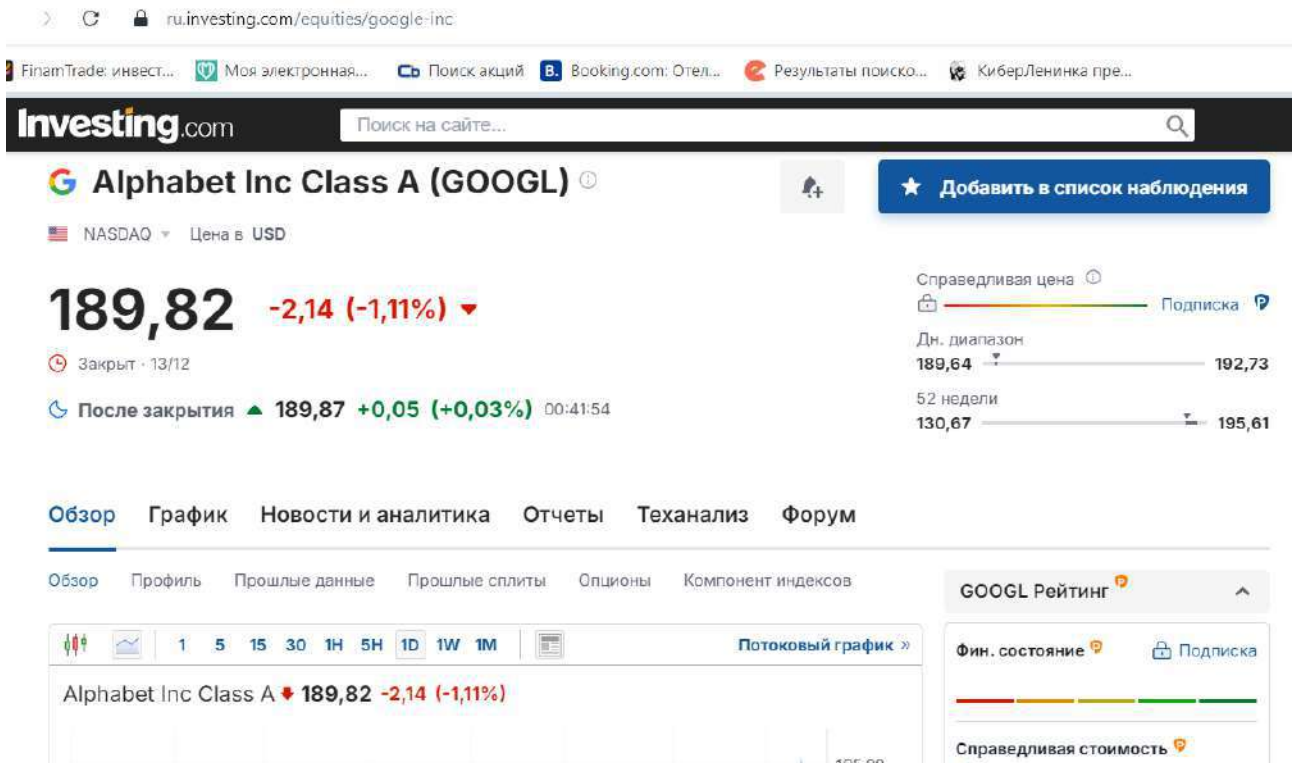 ru.investing.com/equities/google-inc
FinamTrade: инвест... Моя электронная... Сь Поиск акций B. Booking.com: Отел... Результаты поиско... КиберЛенинка пре...
Investing.com Поиск на сайте...
Alphabet Inc Class A (GOOGL) Добавить в список наблюдения
NASDAQ Цена в USD
Справедливая цена
189,82 -2,14 (-1,11%) Подписка
Дн. диапазон
Закрыт · 13/12 189,64 192,73
52 недели
После закрытия 189,87 +0,05 (+0,03%) 00:41:54
130,67 195,61
Обзор График Новости и аналитика Отчеты Теханализ Форум
Обзор Профиль Прошлые данные Прошлые сплиты Опционы Компонент индексов
GOOGL Рейтинг
1 5 15 30 1H 5H 1D 1W 1M Потоковый график »
Фин. состояние Подписка
Alphabet Inc Class A 189,82 -2,14 (-1,11%)
Справедливая стоимость